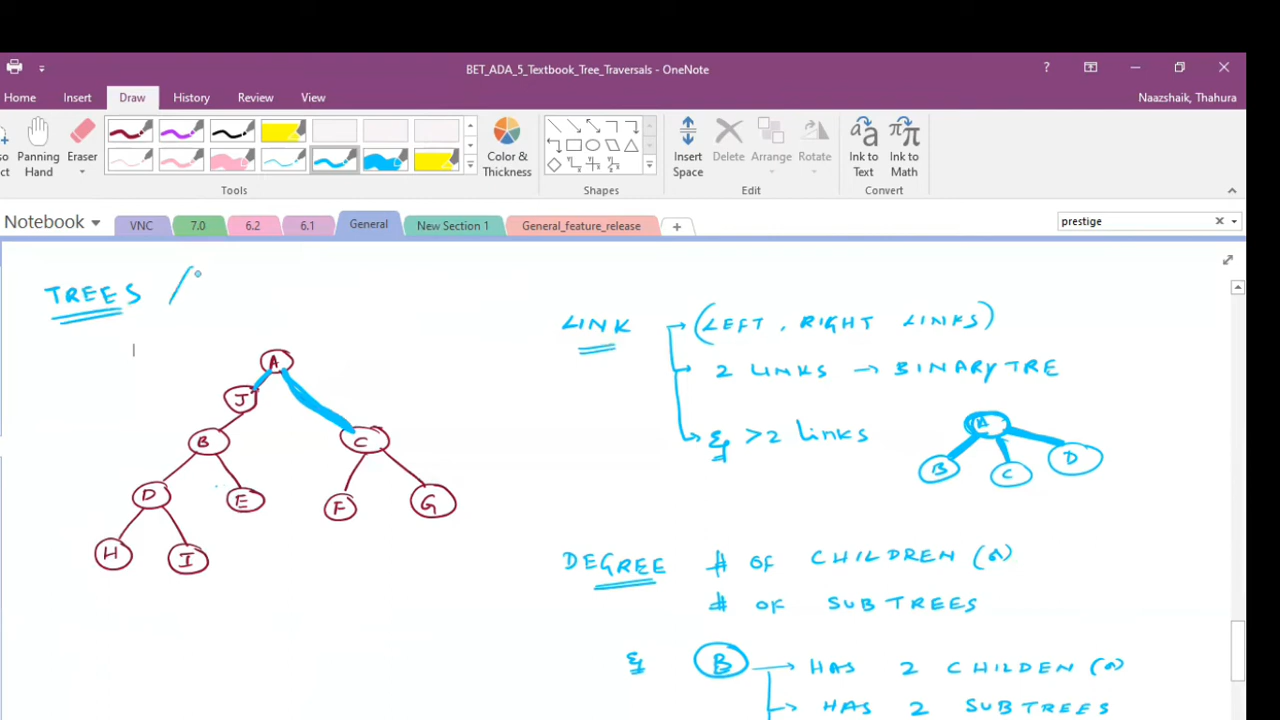 BET_ADA_5_Textbook_Tree_Traversals - OneNote
?
Home Insert Draw History Review View
Naazshaik, Thahura
Panning Hand
Eraser
Color & Thickness
Insert Space
Delete
Arrange
Rotate
Ink to Text
Ink to Math
Tools
Shapes
Edit
Convert
Notebook
VNC 7.0 6.2 6.1 General New Section 1 General_feature_release
prestige
TREES /
A
J
B
C
D
E
F
G
H
I
LINK → (LEFT, RIGHT LINKS)
2 LINKS → BINARY TRE
Eg >2 Links
A
B
C
D
DEGREE # OF CHILDREN (or)
# OF SUBTREES
Eg B → HAS 2 CHILDEN (or)
→ HAS 2 SUBTREES